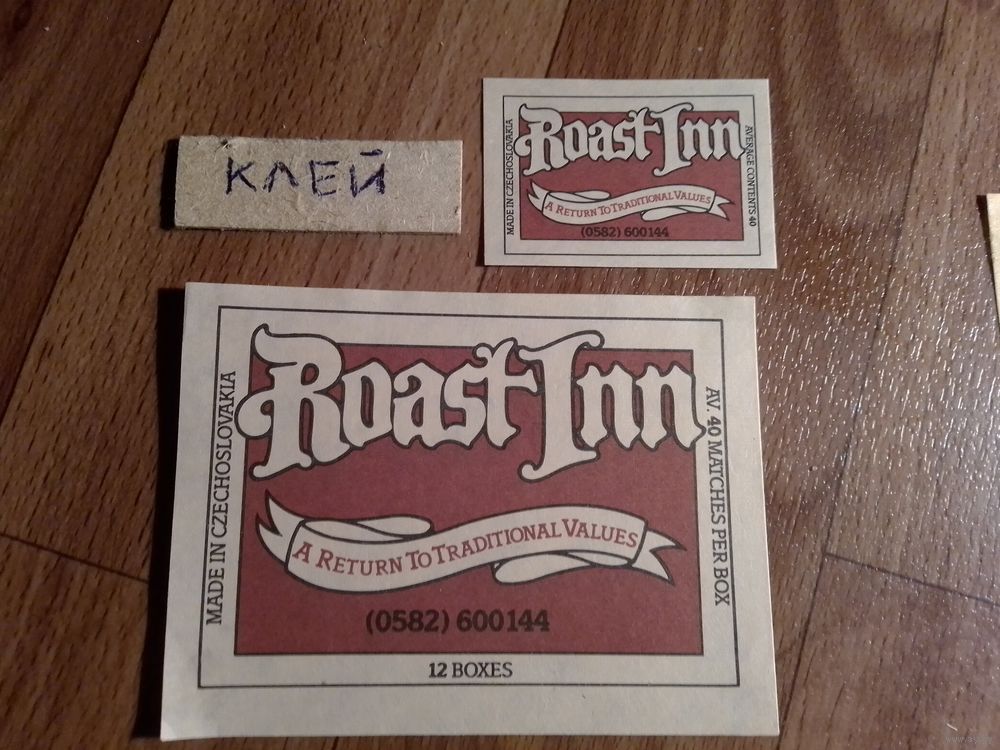 КЛЕЙ
Roast Inn
MADE IN CZECHOSLOVAKIA
AVERAGE CONTENTS 40
A RETURN TO TRADITIONAL VALUES
(0582) 600144
Roast Inn
MADE IN CZECHOSLOVAKIA
AV. 40 MATCHES PER BOX
A RETURN TO TRADITIONAL VALUES
(0582) 600144
12 BOXES